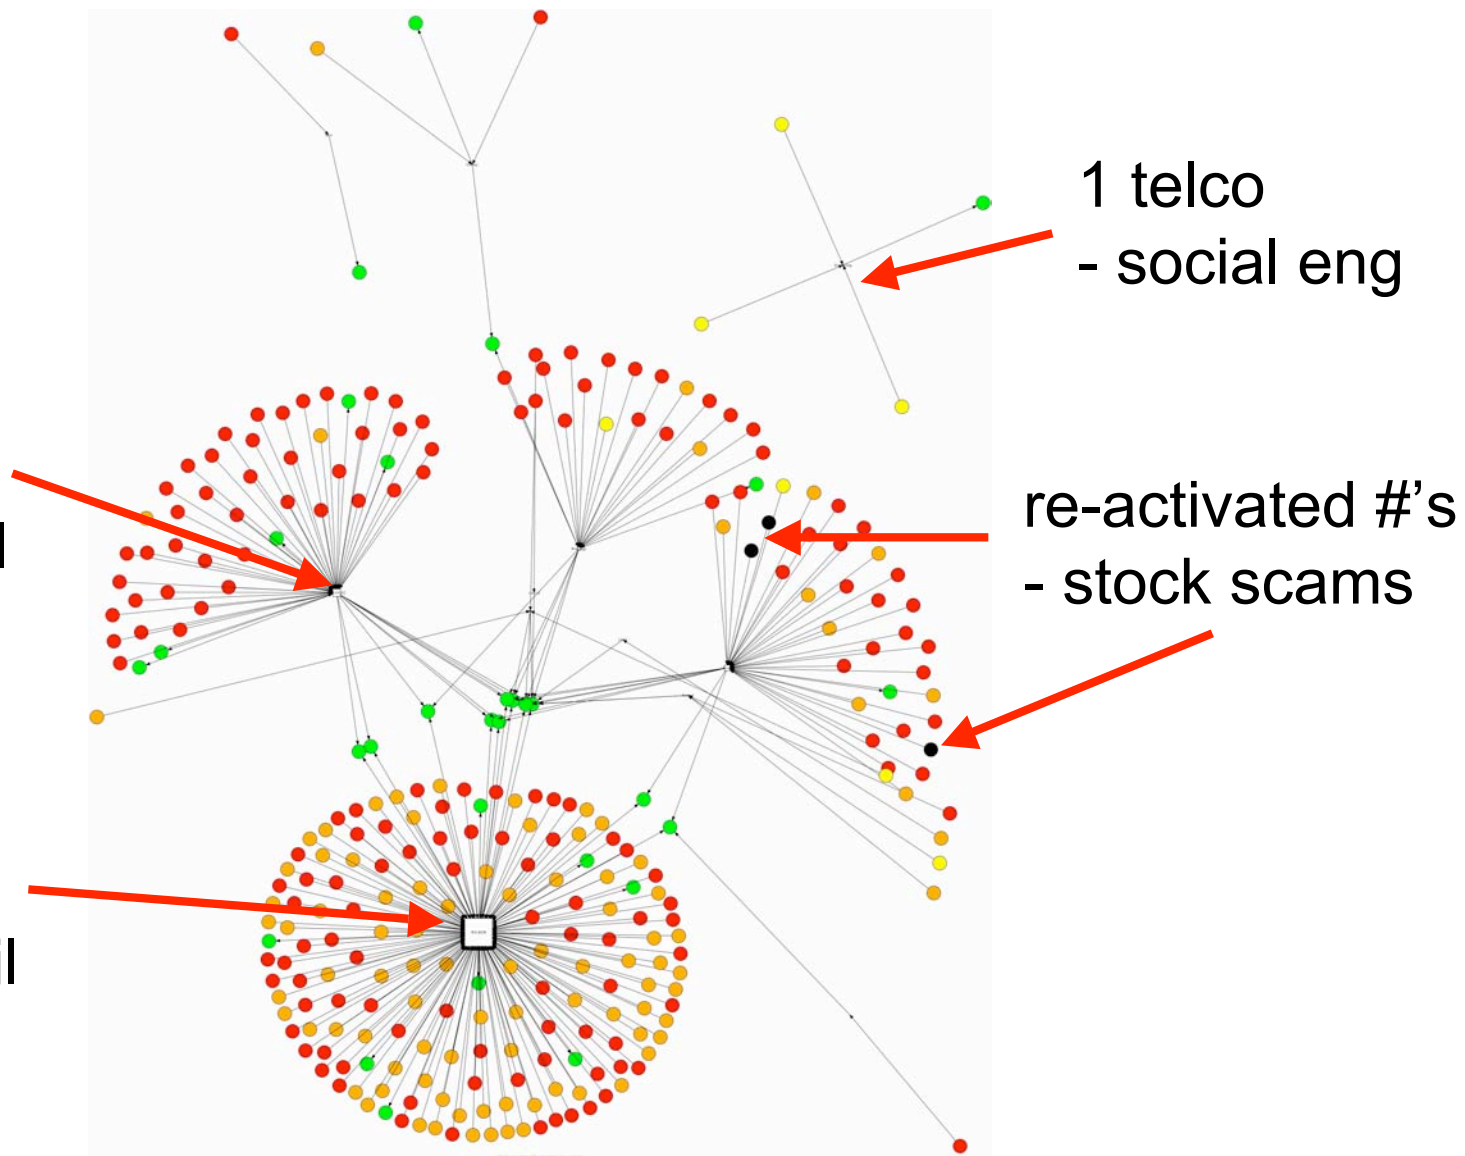 1 telco
- social eng
re-activated #’s
- stock scams